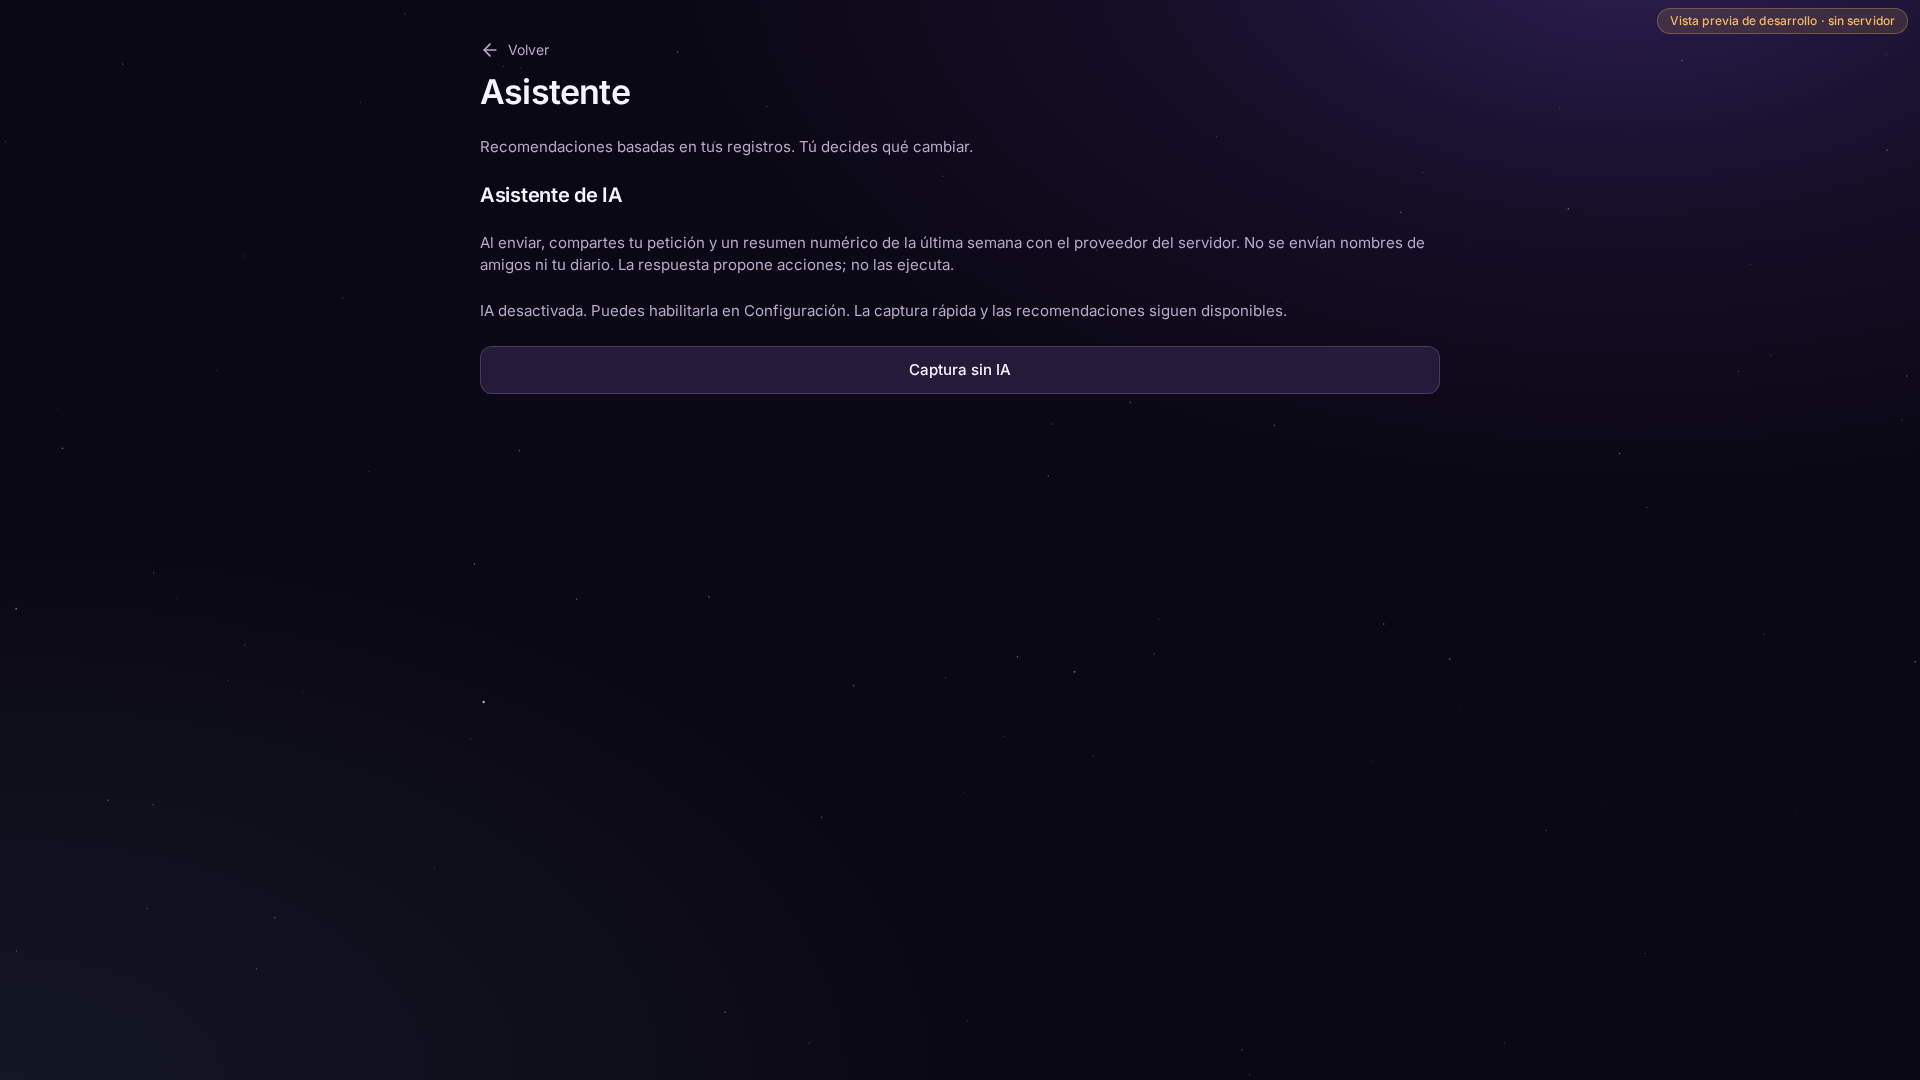 Vista previa de desarrollo · sin servidor
Volver
Asistente
Recomendaciones basadas en tus registros. Tú decides qué cambiar.
Asistente de IA
Al enviar, compartes tu petición y un resumen numérico de la última semana con el proveedor del servidor. No se envían nombres de
amigos ni tu diario. La respuesta propone acciones; no las ejecuta.
IA desactivada. Puedes habilitarla en Configuración. La captura rápida y las recomendaciones siguen disponibles.
Captura sin IA